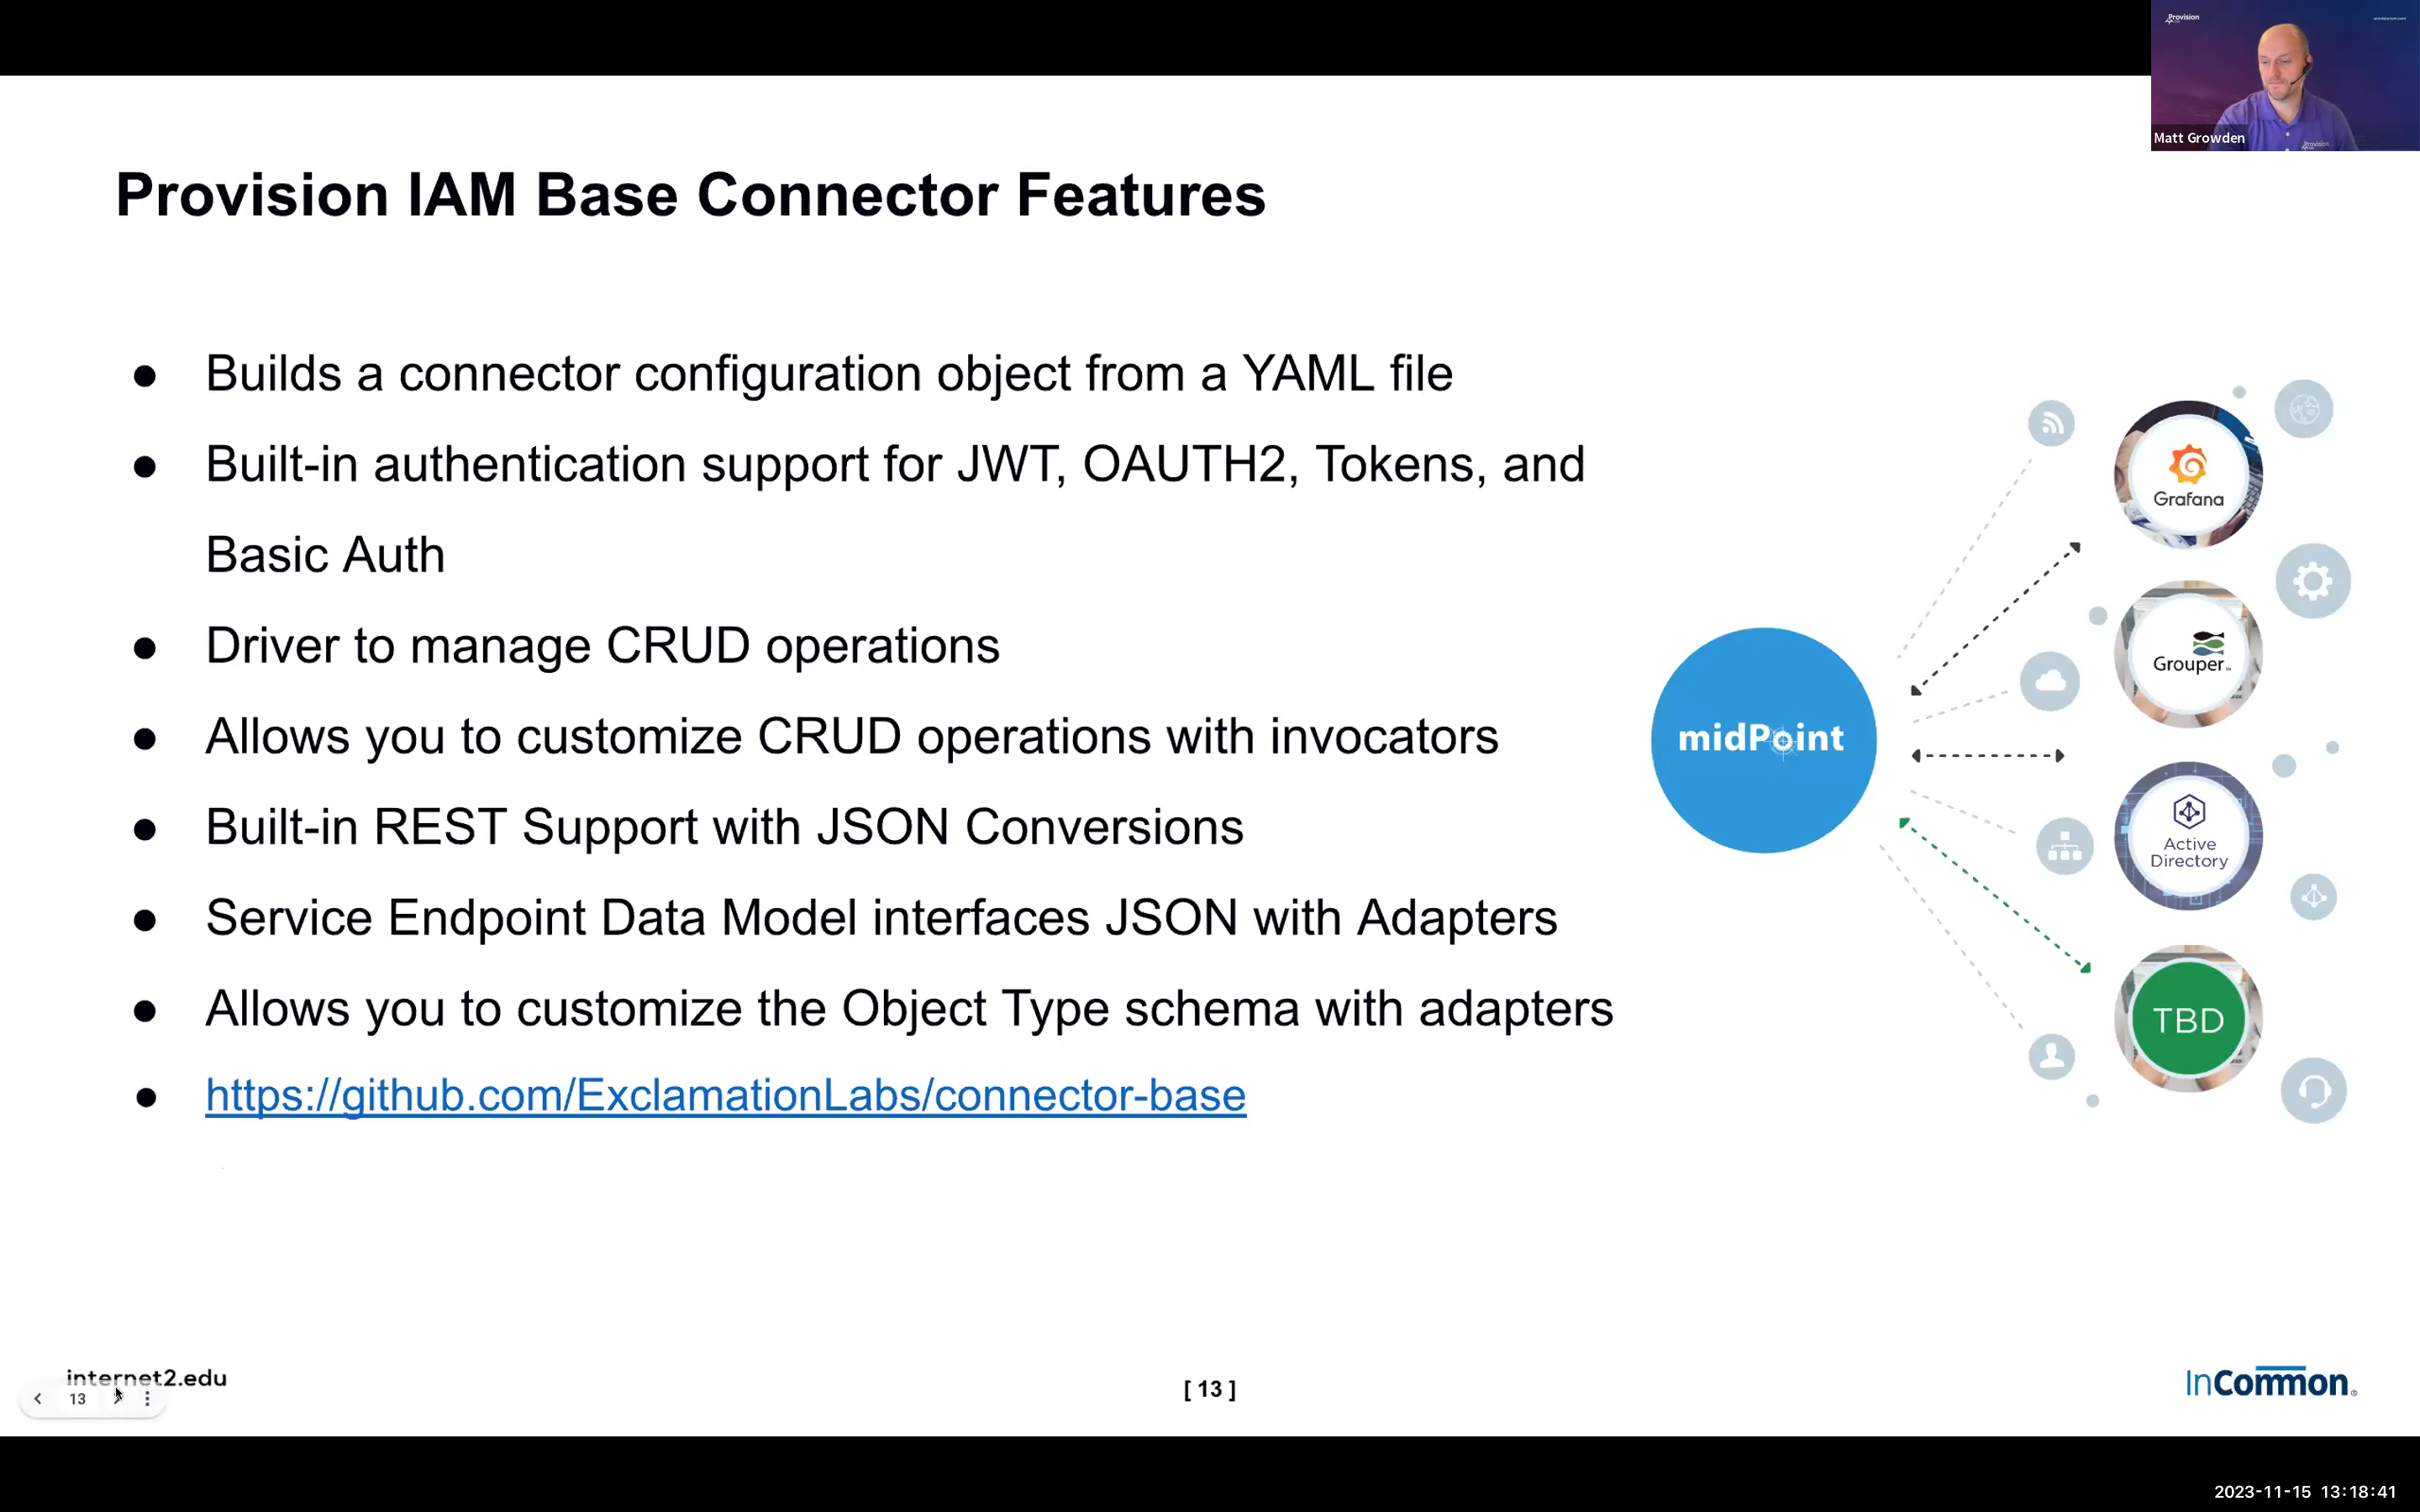 Provision
Matt Growden
Provision IAM Base Connector Features
● Builds a connector configuration object from a YAML file
● Built-in authentication support for JWT, OAUTH2, Tokens, and
Basic Auth
● Driver to manage CRUD operations
● Allows you to customize CRUD operations with invocators
● Built-in REST Support with JSON Conversions
● Service Endpoint Data Model interfaces JSON with Adapters
● Allows you to customize the Object Type schema with adapters
● https://github.com/ExclamationLabs/connector-base
midPoint
Grafana
Grouper
Active
Directory
TBD
internet2.edu
13
[ 13 ]
InCommon
2023-11-15 13:18:41